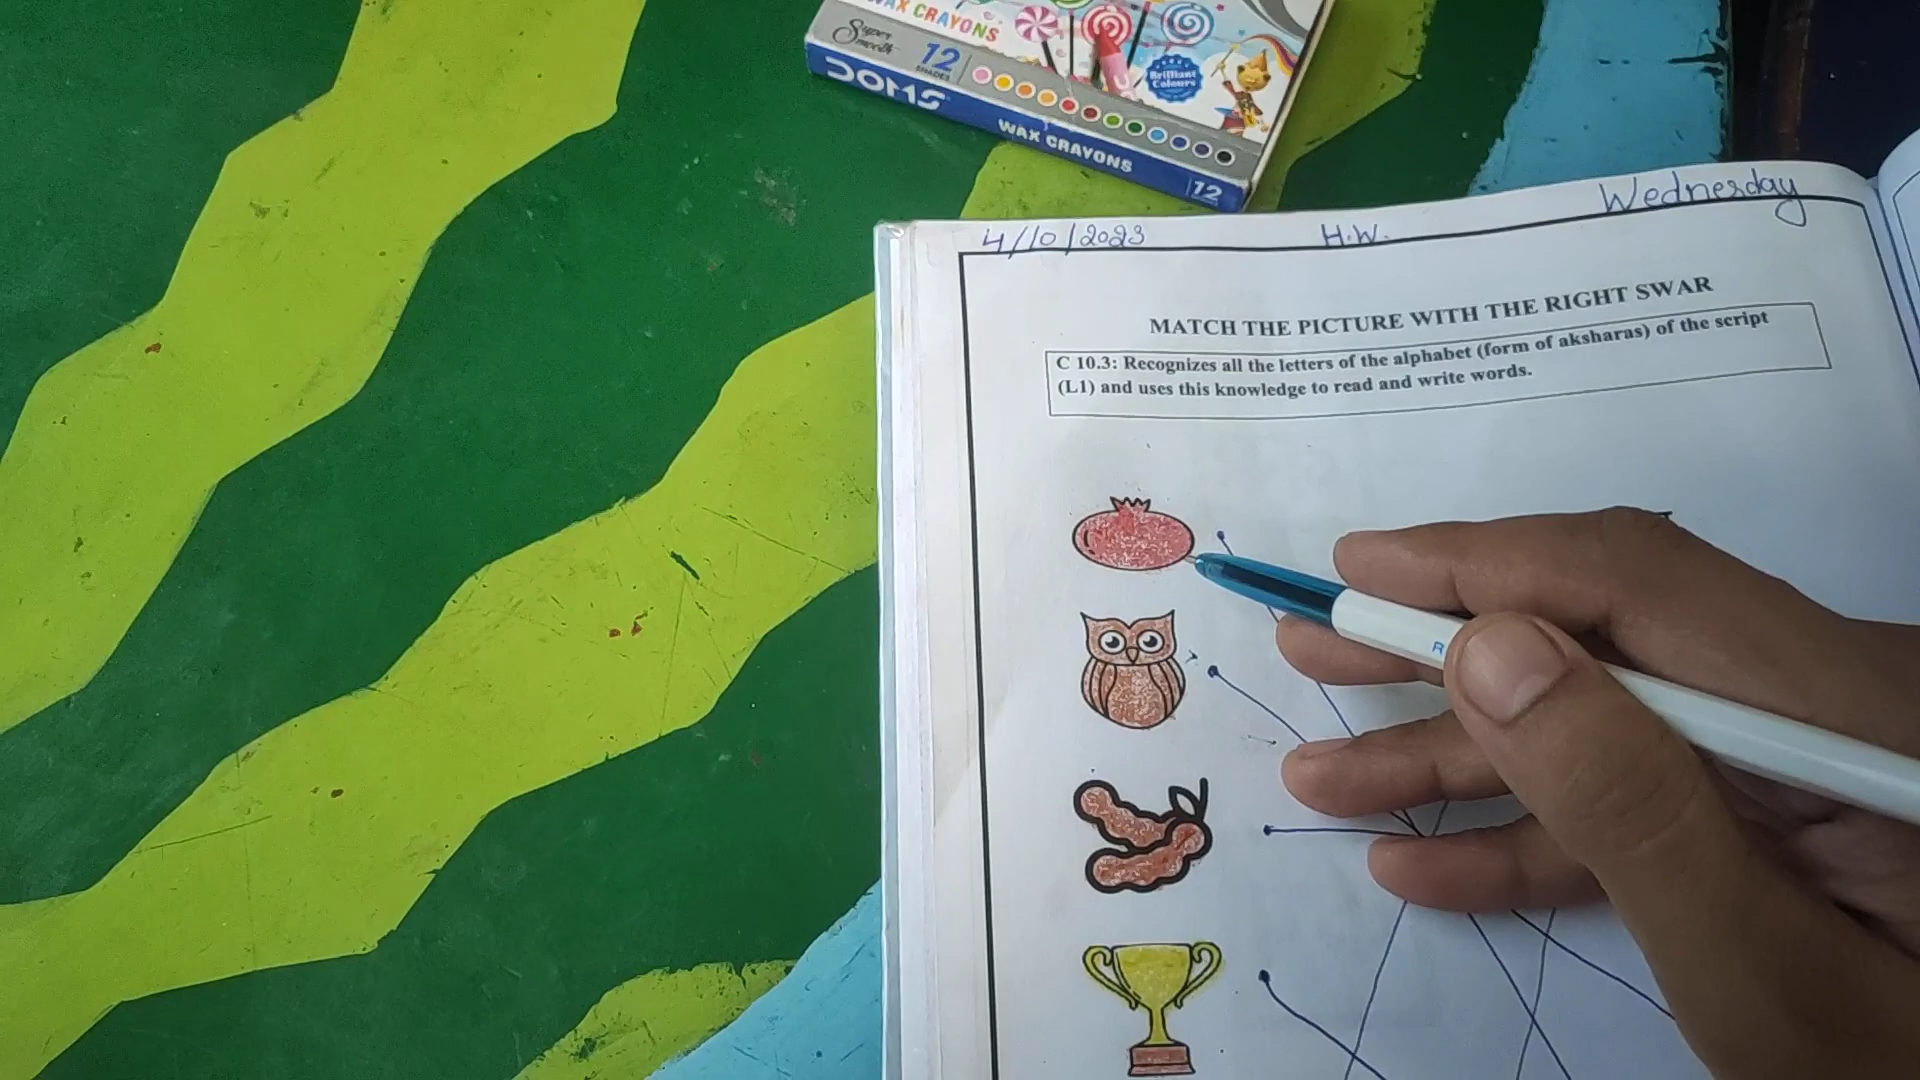 WAX CRAYONS
Super Smooth
12
SHADES
Brilliant Colours
DOMS
WAX CRAYONS
12
4/10/2023 H.W. Wednesday
MATCH THE PICTURE WITH THE RIGHT SWAR
C 10.3: Recognizes all the letters of the alphabet (form of aksharas) of the script
(L1) and uses this knowledge to read and write words.
R